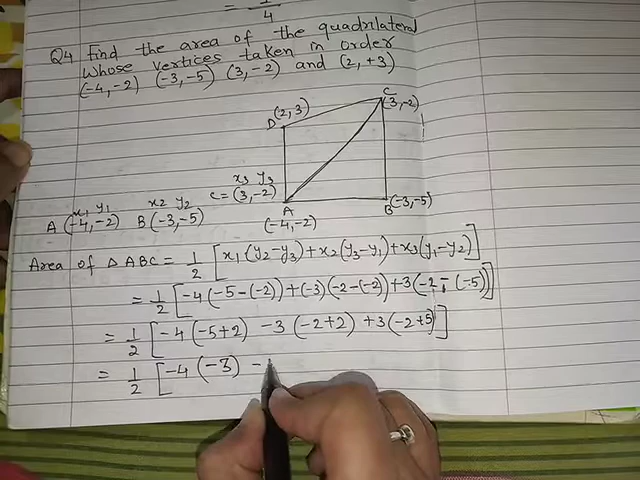 = 1/4
Q4 Find the area of the quadrilateral
whose vertices taken in order
(-4,-2) (-3,-5) (3,-2) and (2,+3)
D (2,3)
C (3,-2)
A (-4,-2)
B (-3,-5)
x1 y1 x2 y2 x3 y3
A (-4,-2) B (-3,-5) C = (3,-2)
Area of △ ABC = 1/2 [x1(y2-y3)+x2(y3-y1)+x3(y1-y2)]
= 1/2 [-4(-5-(-2))+(-3)(-2-(-2))+3(-2-(-5))]
= 1/2 [-4(-5+2) -3(-2+2) +3(-2+5)]
= 1/2 [-4(-3) -